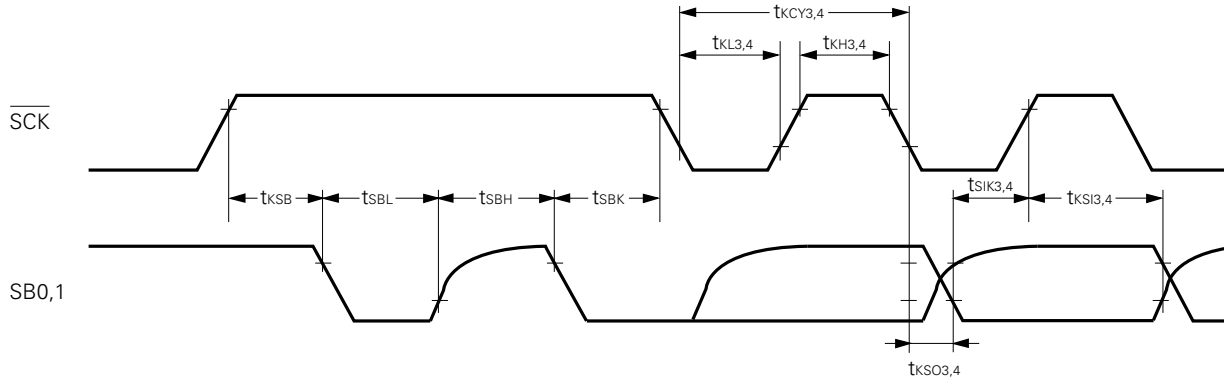 tKCY3,4
tKL3,4 tKH3,4
SCK
tKSB tSBL tSBH tSBK tSIK3,4 tKSI3,4
SB0,1
tKSO3,4